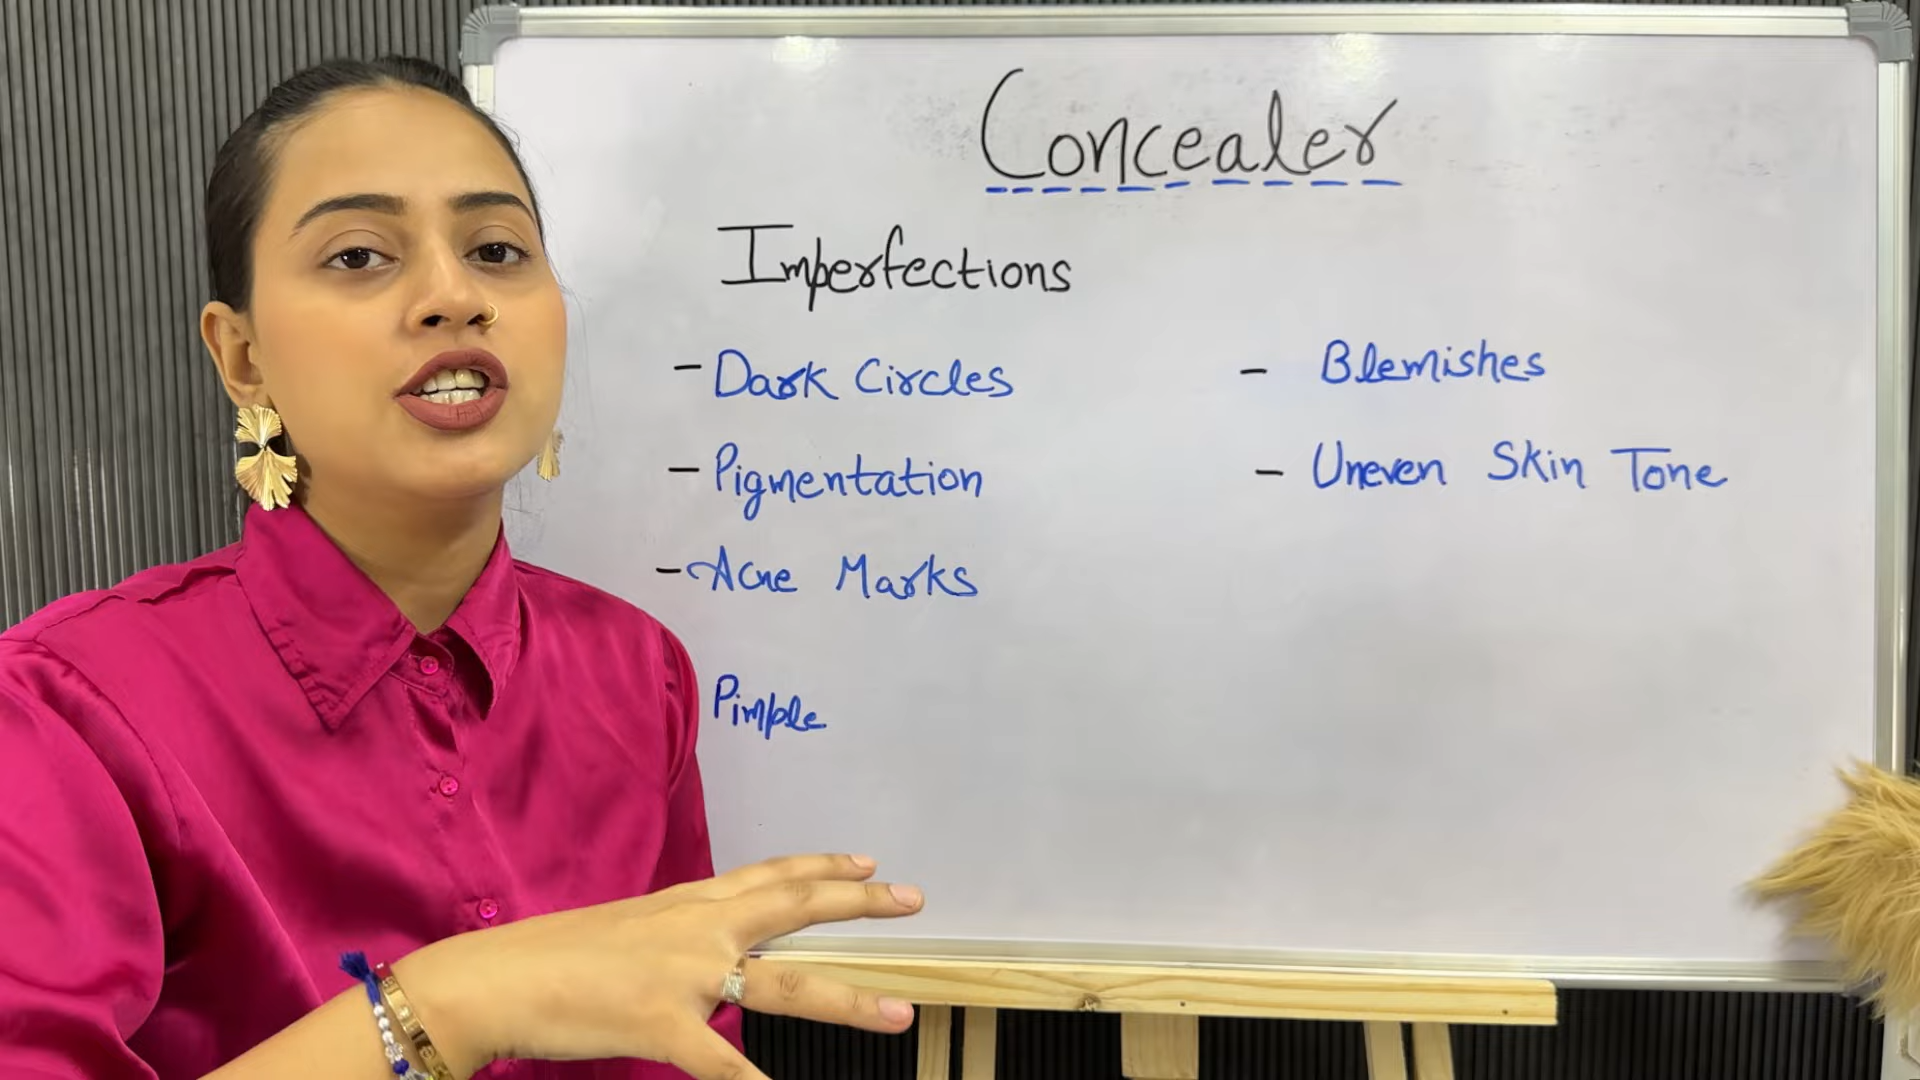 Concealer
Imperfections
- Dark Circles
- Pigmentation
- Acne Marks
Pimple
- Blemishes
- Uneven Skin Tone